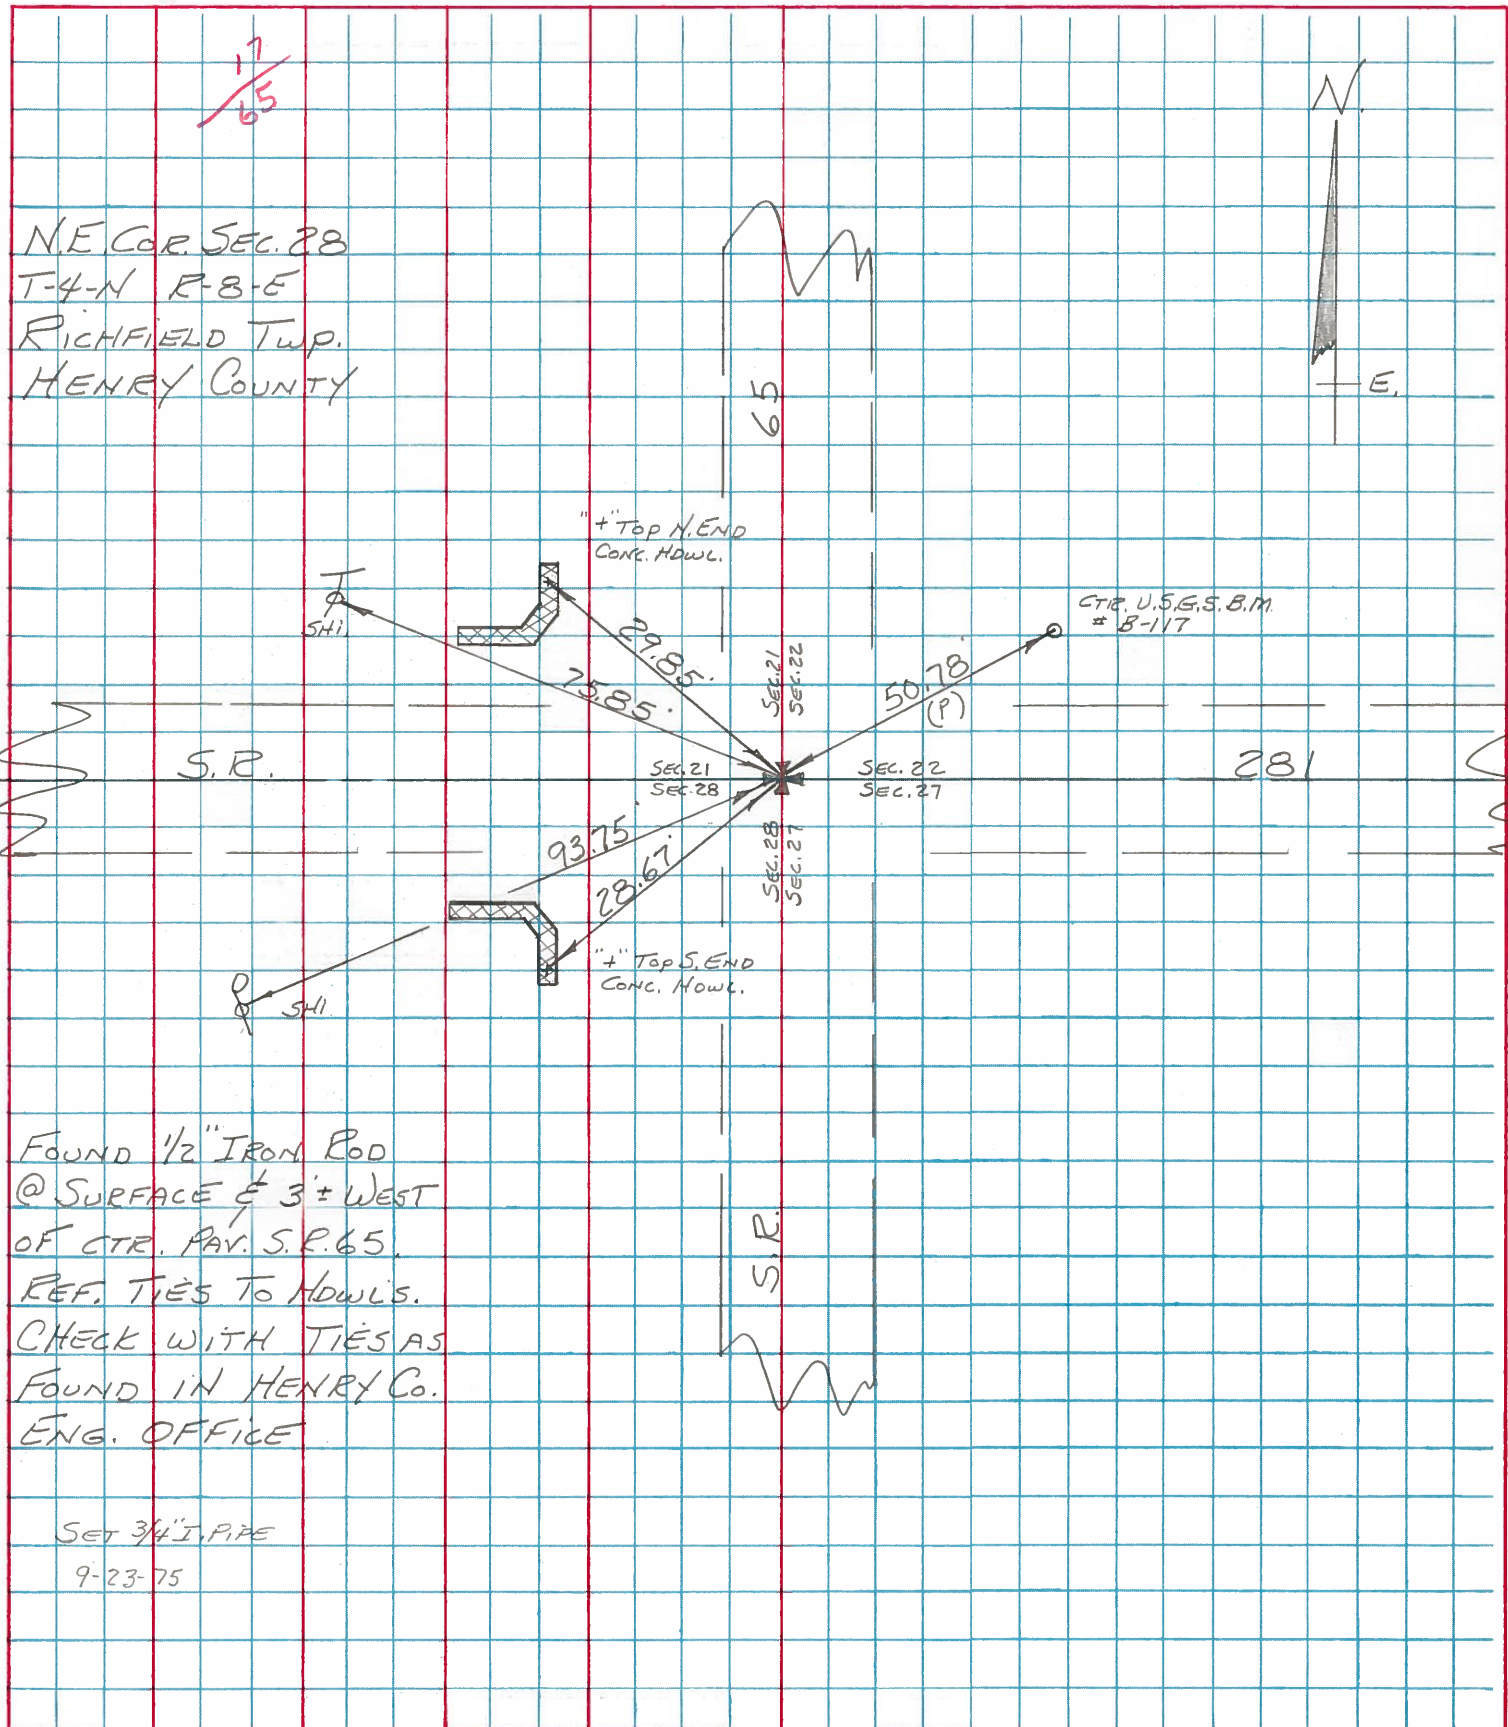 17
65
N.
E.
N.E. COR. SEC. 28
T-4-N R-8-E
RICHFIELD TWP.
HENRY COUNTY
65
"+" TOP N. END
CONC. HDWL.
CTR. U.S.G.S. B.M.
# B-117
SHI.
29.85'
75.85'
SEC. 21
SEC. 22
50.78'
(P)
S.R.
SEC. 21
SEC. 28
SEC. 22
SEC. 27
281
93.75'
28.67'
SEC. 28
SEC. 27
"+" TOP S. END
CONC. HDWL.
SHI.
FOUND 1/2" IRON ROD
@ SURFACE & 3'± WEST
OF CTR. PAV. S.R. 65.
REF. TIES TO HDWLS.
CHECK WITH TIES AS
FOUND IN HENRY CO.
ENG. OFFICE
S.R.
SET 3/4" I. PIPE
9-23-75